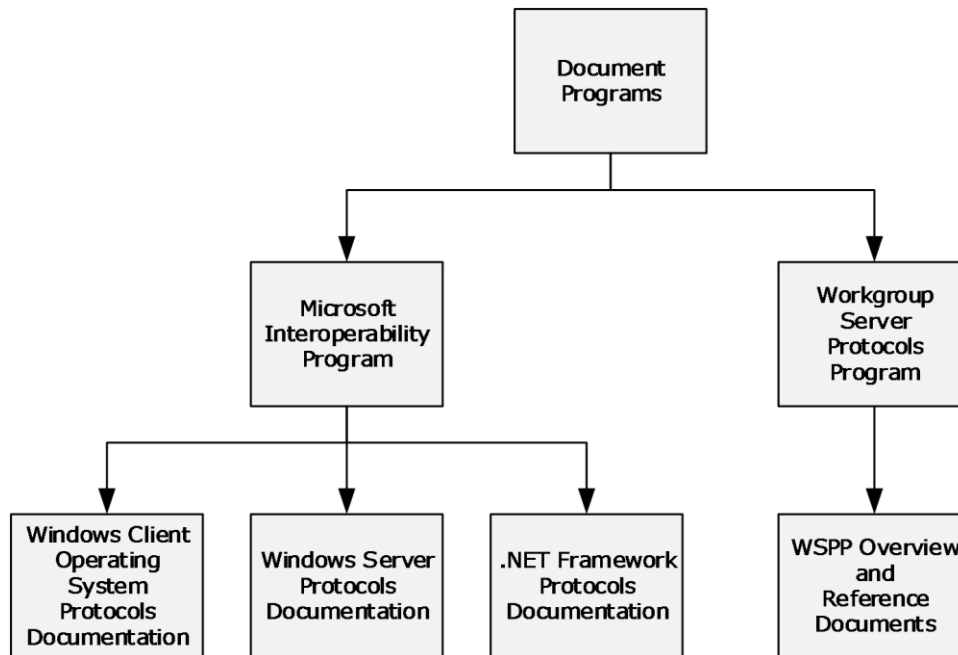 Document
Programs
Microsoft
Interoperability
Program
Workgroup
Server
Protocols
Program
Windows Client
Operating
System
Protocols
Documentation
Windows Server
Protocols
Documentation
.NET Framework
Protocols
Documentation
WSPP Overview
and
Reference
Documents